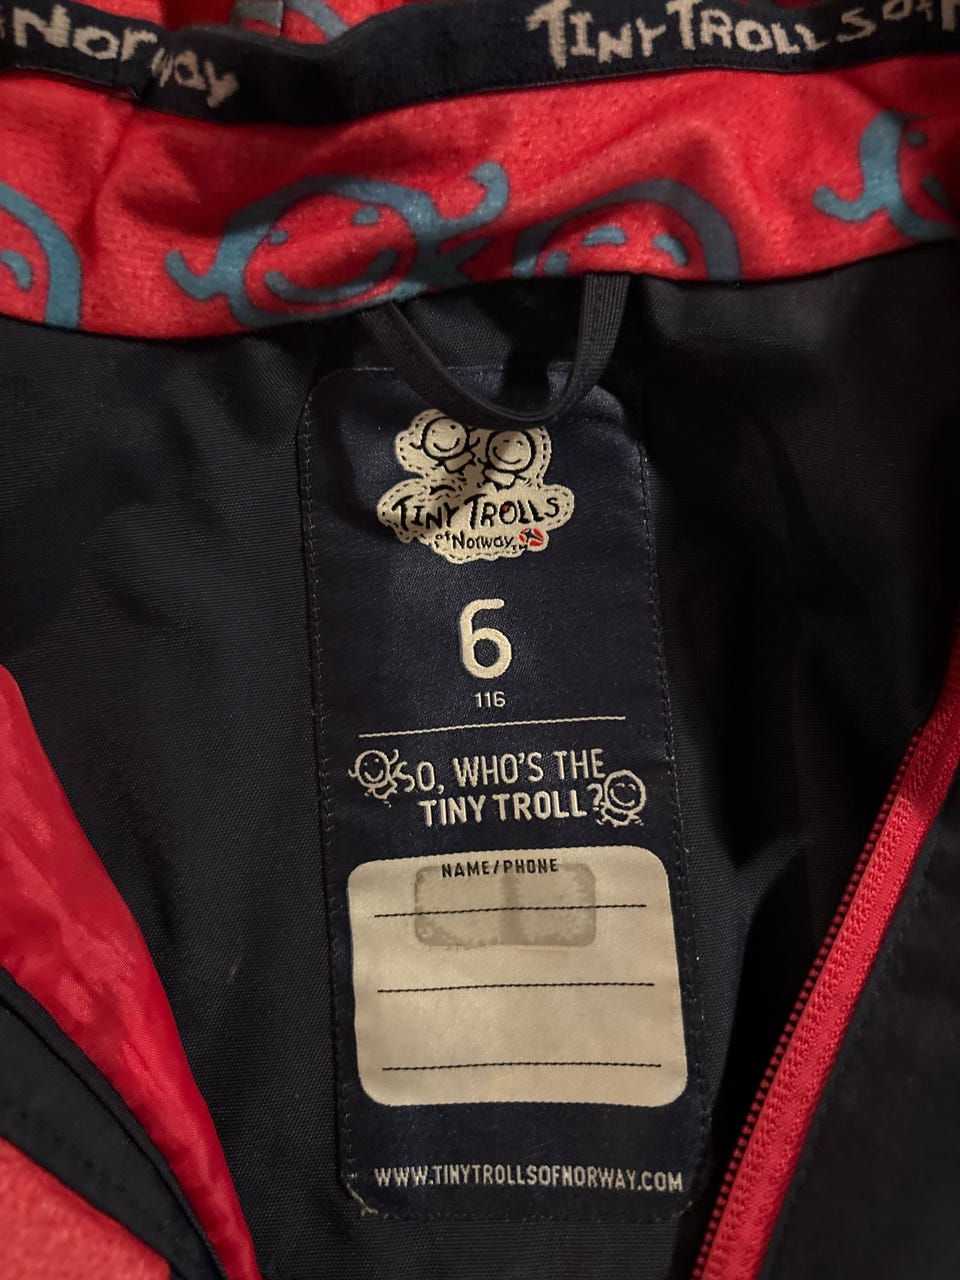 Norway
TINY TROLLS of
TINY TROLLS
of Norway TM
6
116
SO, WHO'S THE
TINY TROLL?
NAME/PHONE
WWW.TINYTROLLSOFNORWAY.COM